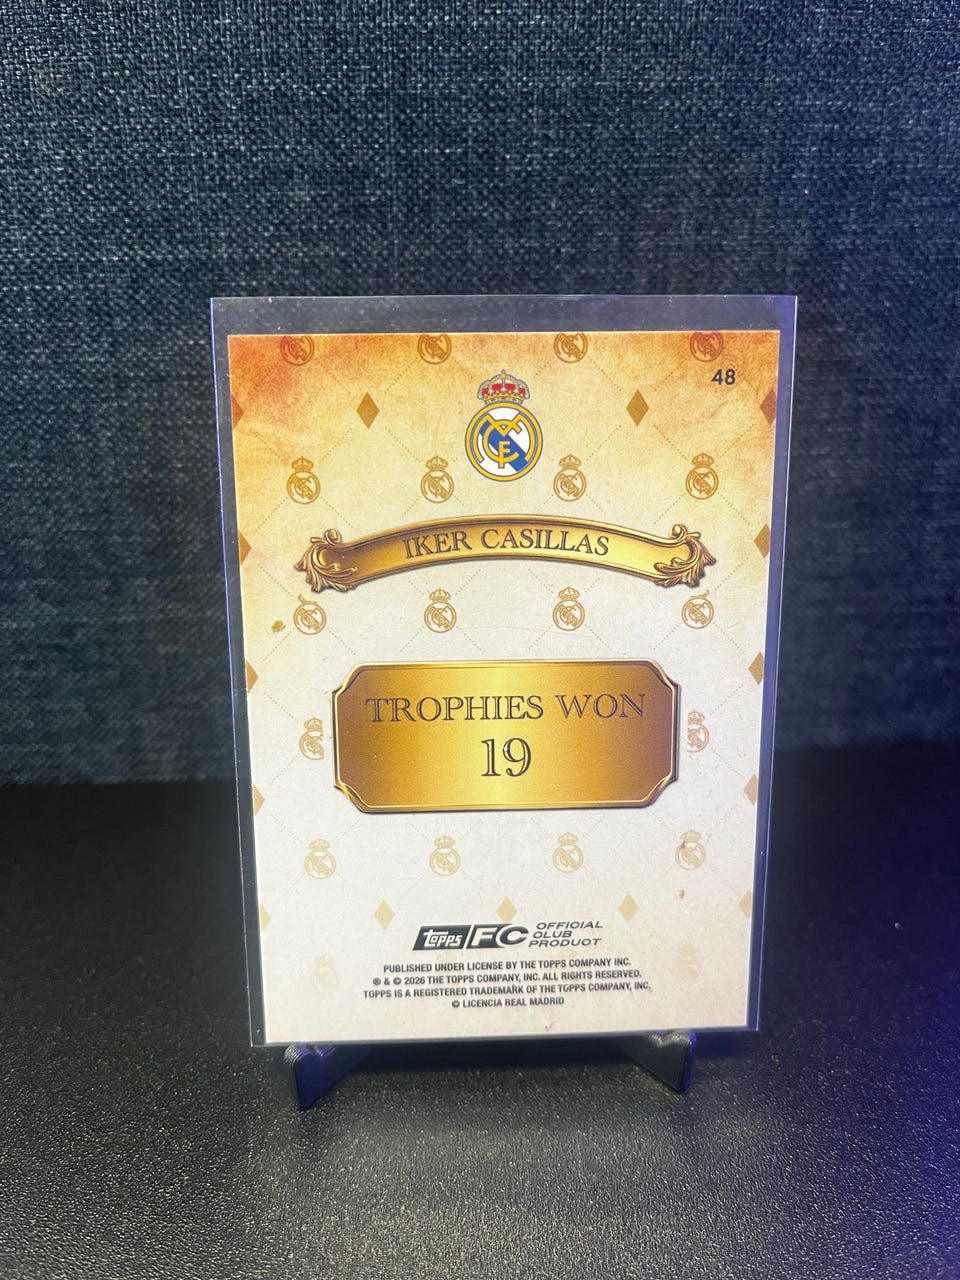 48
IKER CASILLAS
TROPHIES WON
19
topps FC OFFICIAL
CLUB
PRODUCT
PUBLISHED UNDER LICENSE BY THE TOPPS COMPANY INC.
® & © 2026 THE TOPPS COMPANY, INC. ALL RIGHTS RESERVED.
TOPPS IS A REGISTERED TRADEMARK OF THE TOPPS COMPANY, INC.
© LICENCIA REAL MADRID